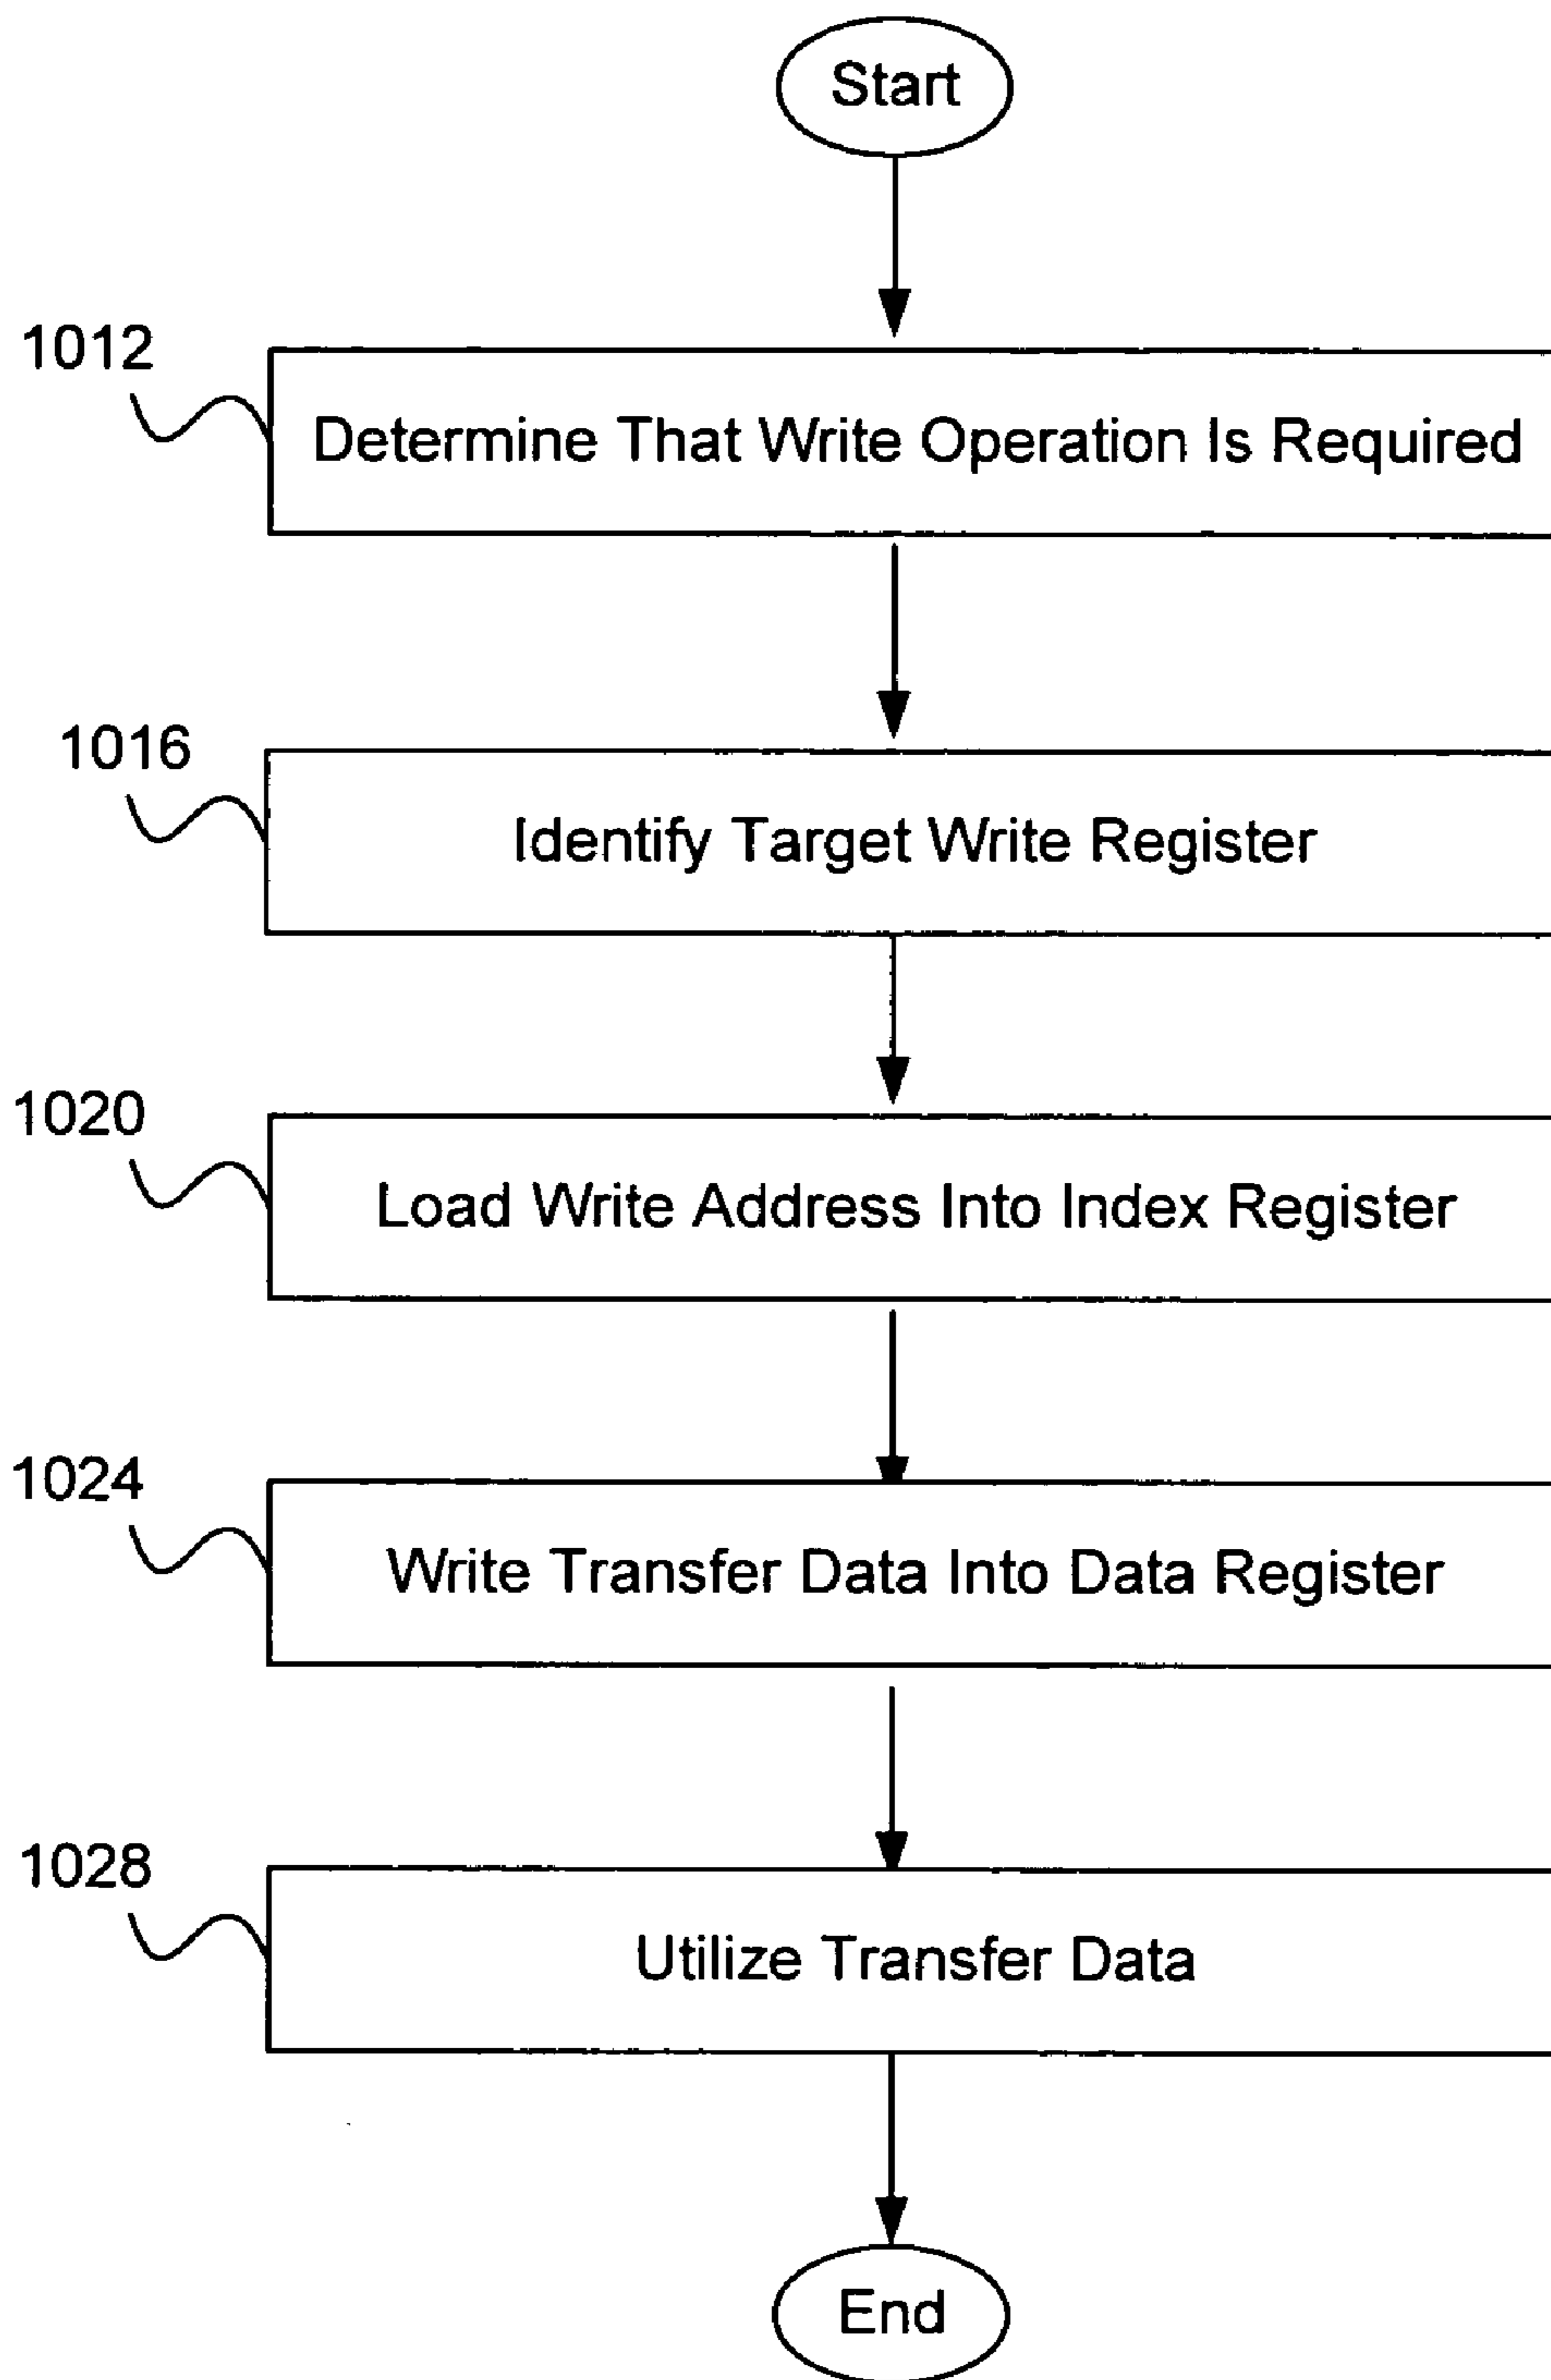 Start
1012
Determine That Write Operation Is Required
1016
Identify Target Write Register
1020
Load Write Address Into Index Register
1024
Write Transfer Data Into Data Register
1028
Utilize Transfer Data
End